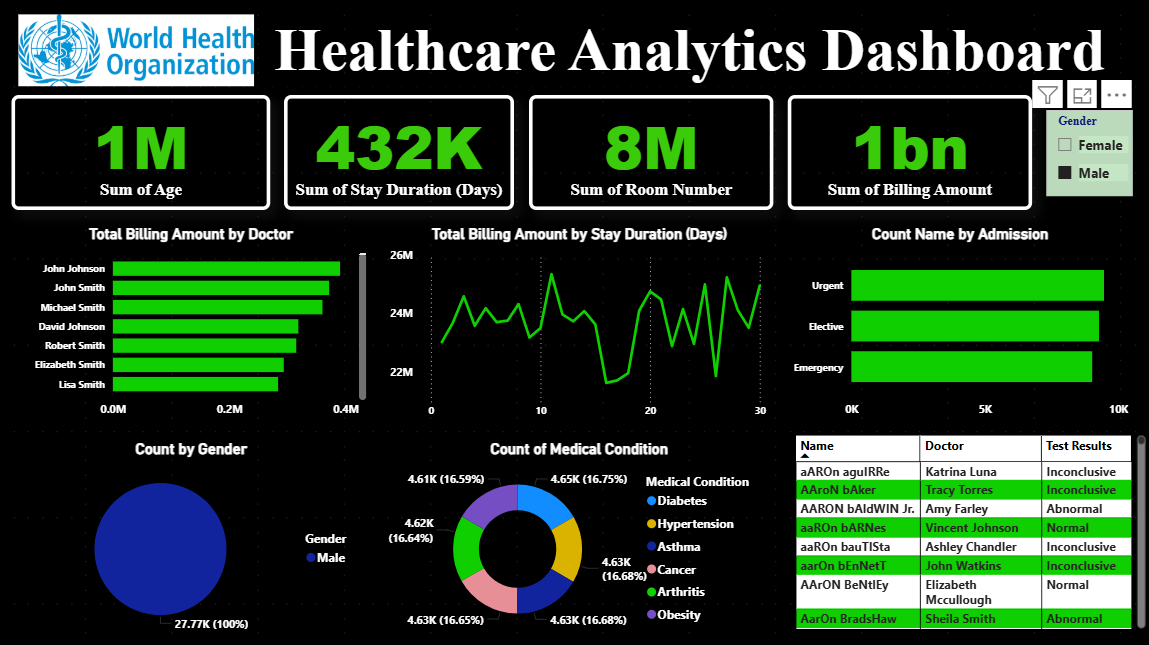 World Health
Organization
Healthcare Analytics Dashboard
1M
Sum of Age
432K
Sum of Stay Duration (Days)
8M
Sum of Room Number
1bn
Sum of Billing Amount
Gender
Female
Male
Total Billing Amount by Doctor
John Johnson
John Smith
Michael Smith
David Johnson
Robert Smith
Elizabeth Smith
Lisa Smith
0.0M 0.2M 0.4M
Total Billing Amount by Stay Duration (Days)
26M
24M
22M
0 10 20 30
Count Name by Admission
Urgent
Elective
Emergency
0K 5K 10K
Count by Gender
27.77K (100%)
Gender
Male
Count of Medical Condition
4.61K (16.59%)
4.65K (16.75%)
4.62K
(16.64%)
4.63K
(16.68%)
4.63K (16.65%)
4.63K (16.68%)
Medical Condition
Diabetes
Hypertension
Asthma
Cancer
Arthritis
Obesity
Name Doctor Test Results
aAROn aguIRRe Katrina Luna Inconclusive
AAroN bAker Tracy Torres Inconclusive
AARON bAldWIN Jr. Amy Farley Abnormal
aaROn bARNes Vincent Johnson Normal
aaROn bauTISta Ashley Chandler Inconclusive
aarOn bEnNetT John Watkins Inconclusive
AArON BeNtlEy Elizabeth Normal
Mccullough
AarOn BradsHaw Sheila Smith Abnormal